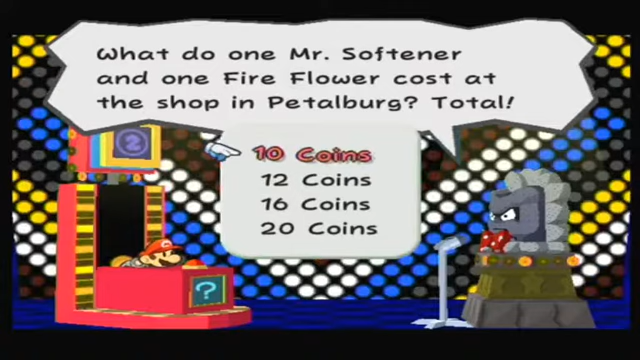 What do one Mr. Softener
and one Fire Flower cost at
the shop in Petalburg? Total!
2
10 Coins
12 Coins
16 Coins
20 Coins
?